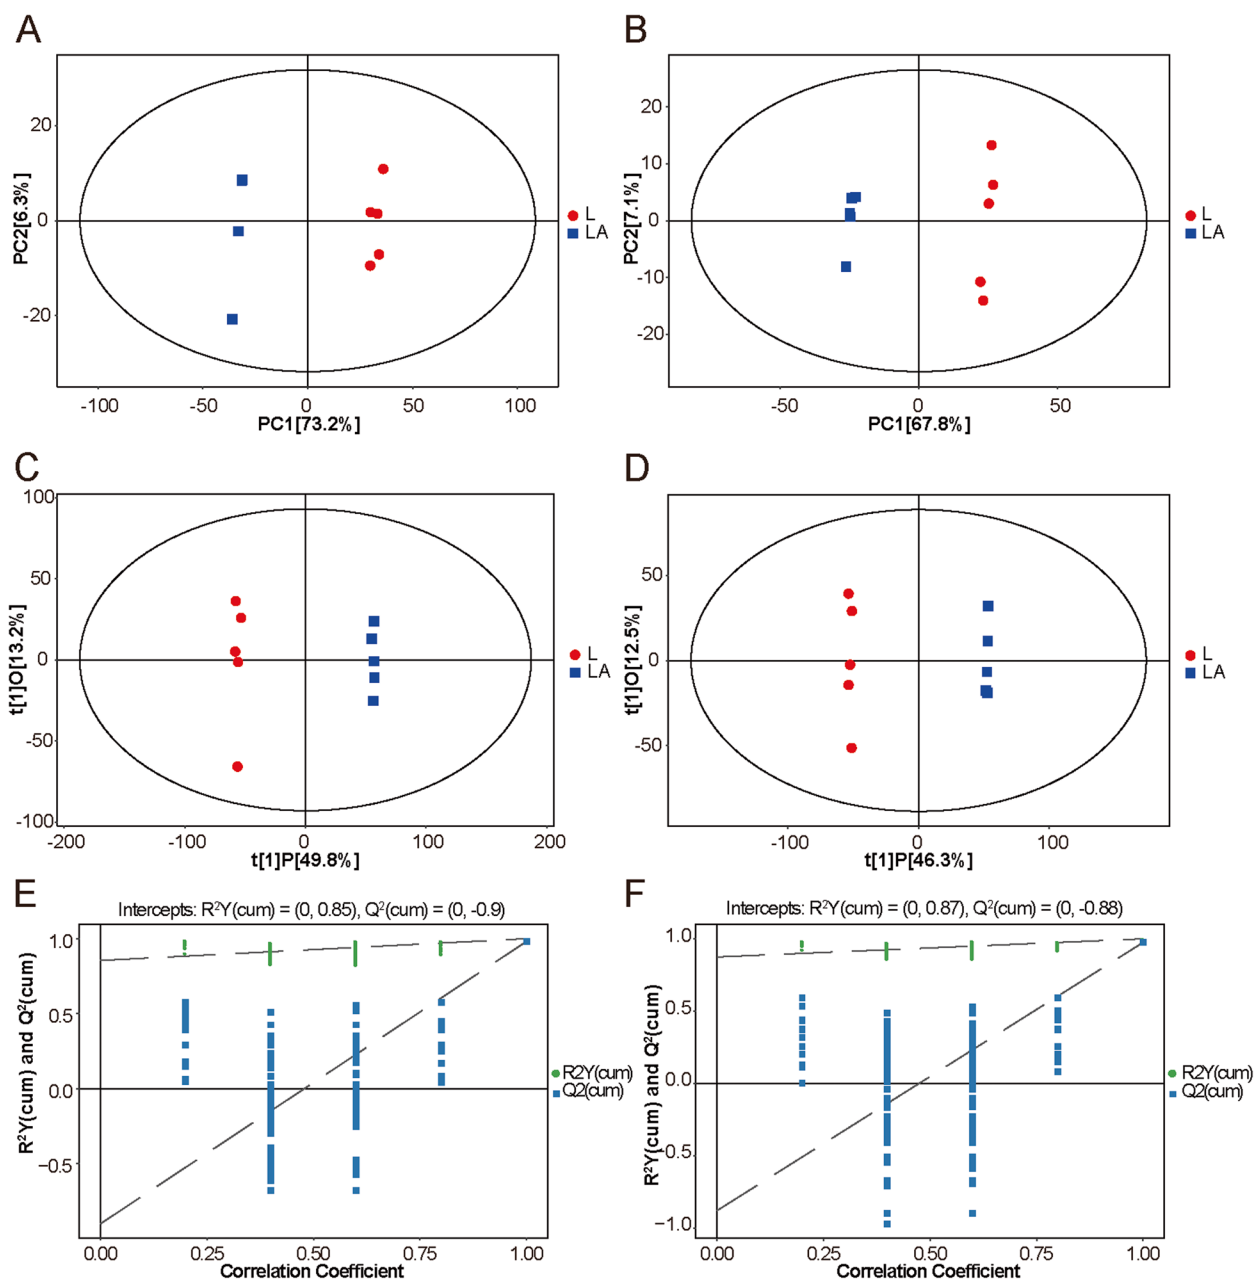 A
20
0
-20
-100
-50
0
50
100
PC2[6.3%]
PC1[73.2%]
L
LA
B
20
10
0
-10
-20
-50
0
50
PC2[7.1%]
PC1[67.8%]
L
LA
C
100
50
0
-50
-100
-200
-100
0
100
200
t[1]O[13.2%]
t[1]P[49.8%]
L
LA
D
50
0
-50
-100
0
100
t[1]O[12.5%]
t[1]P[46.3%]
L
LA
E
Intercepts: R²Y(cum) = (0, 0.85), Q²(cum) = (0, -0.9)
1.0
0.5
0.0
−0.5
0.00
0.25
0.50
0.75
1.00
R²Y(cum) and Q²(cum)
Correlation Coefficient
R2Y(cum)
Q2(cum)
F
Intercepts: R²Y(cum) = (0, 0.87), Q²(cum) = (0, -0.88)
1.0
0.5
0.0
−0.5
−1.0
0.00
0.25
0.50
0.75
1.00
R²Y(cum) and Q²(cum)
Correlation Coefficient
R2Y(cum)
Q2(cum)